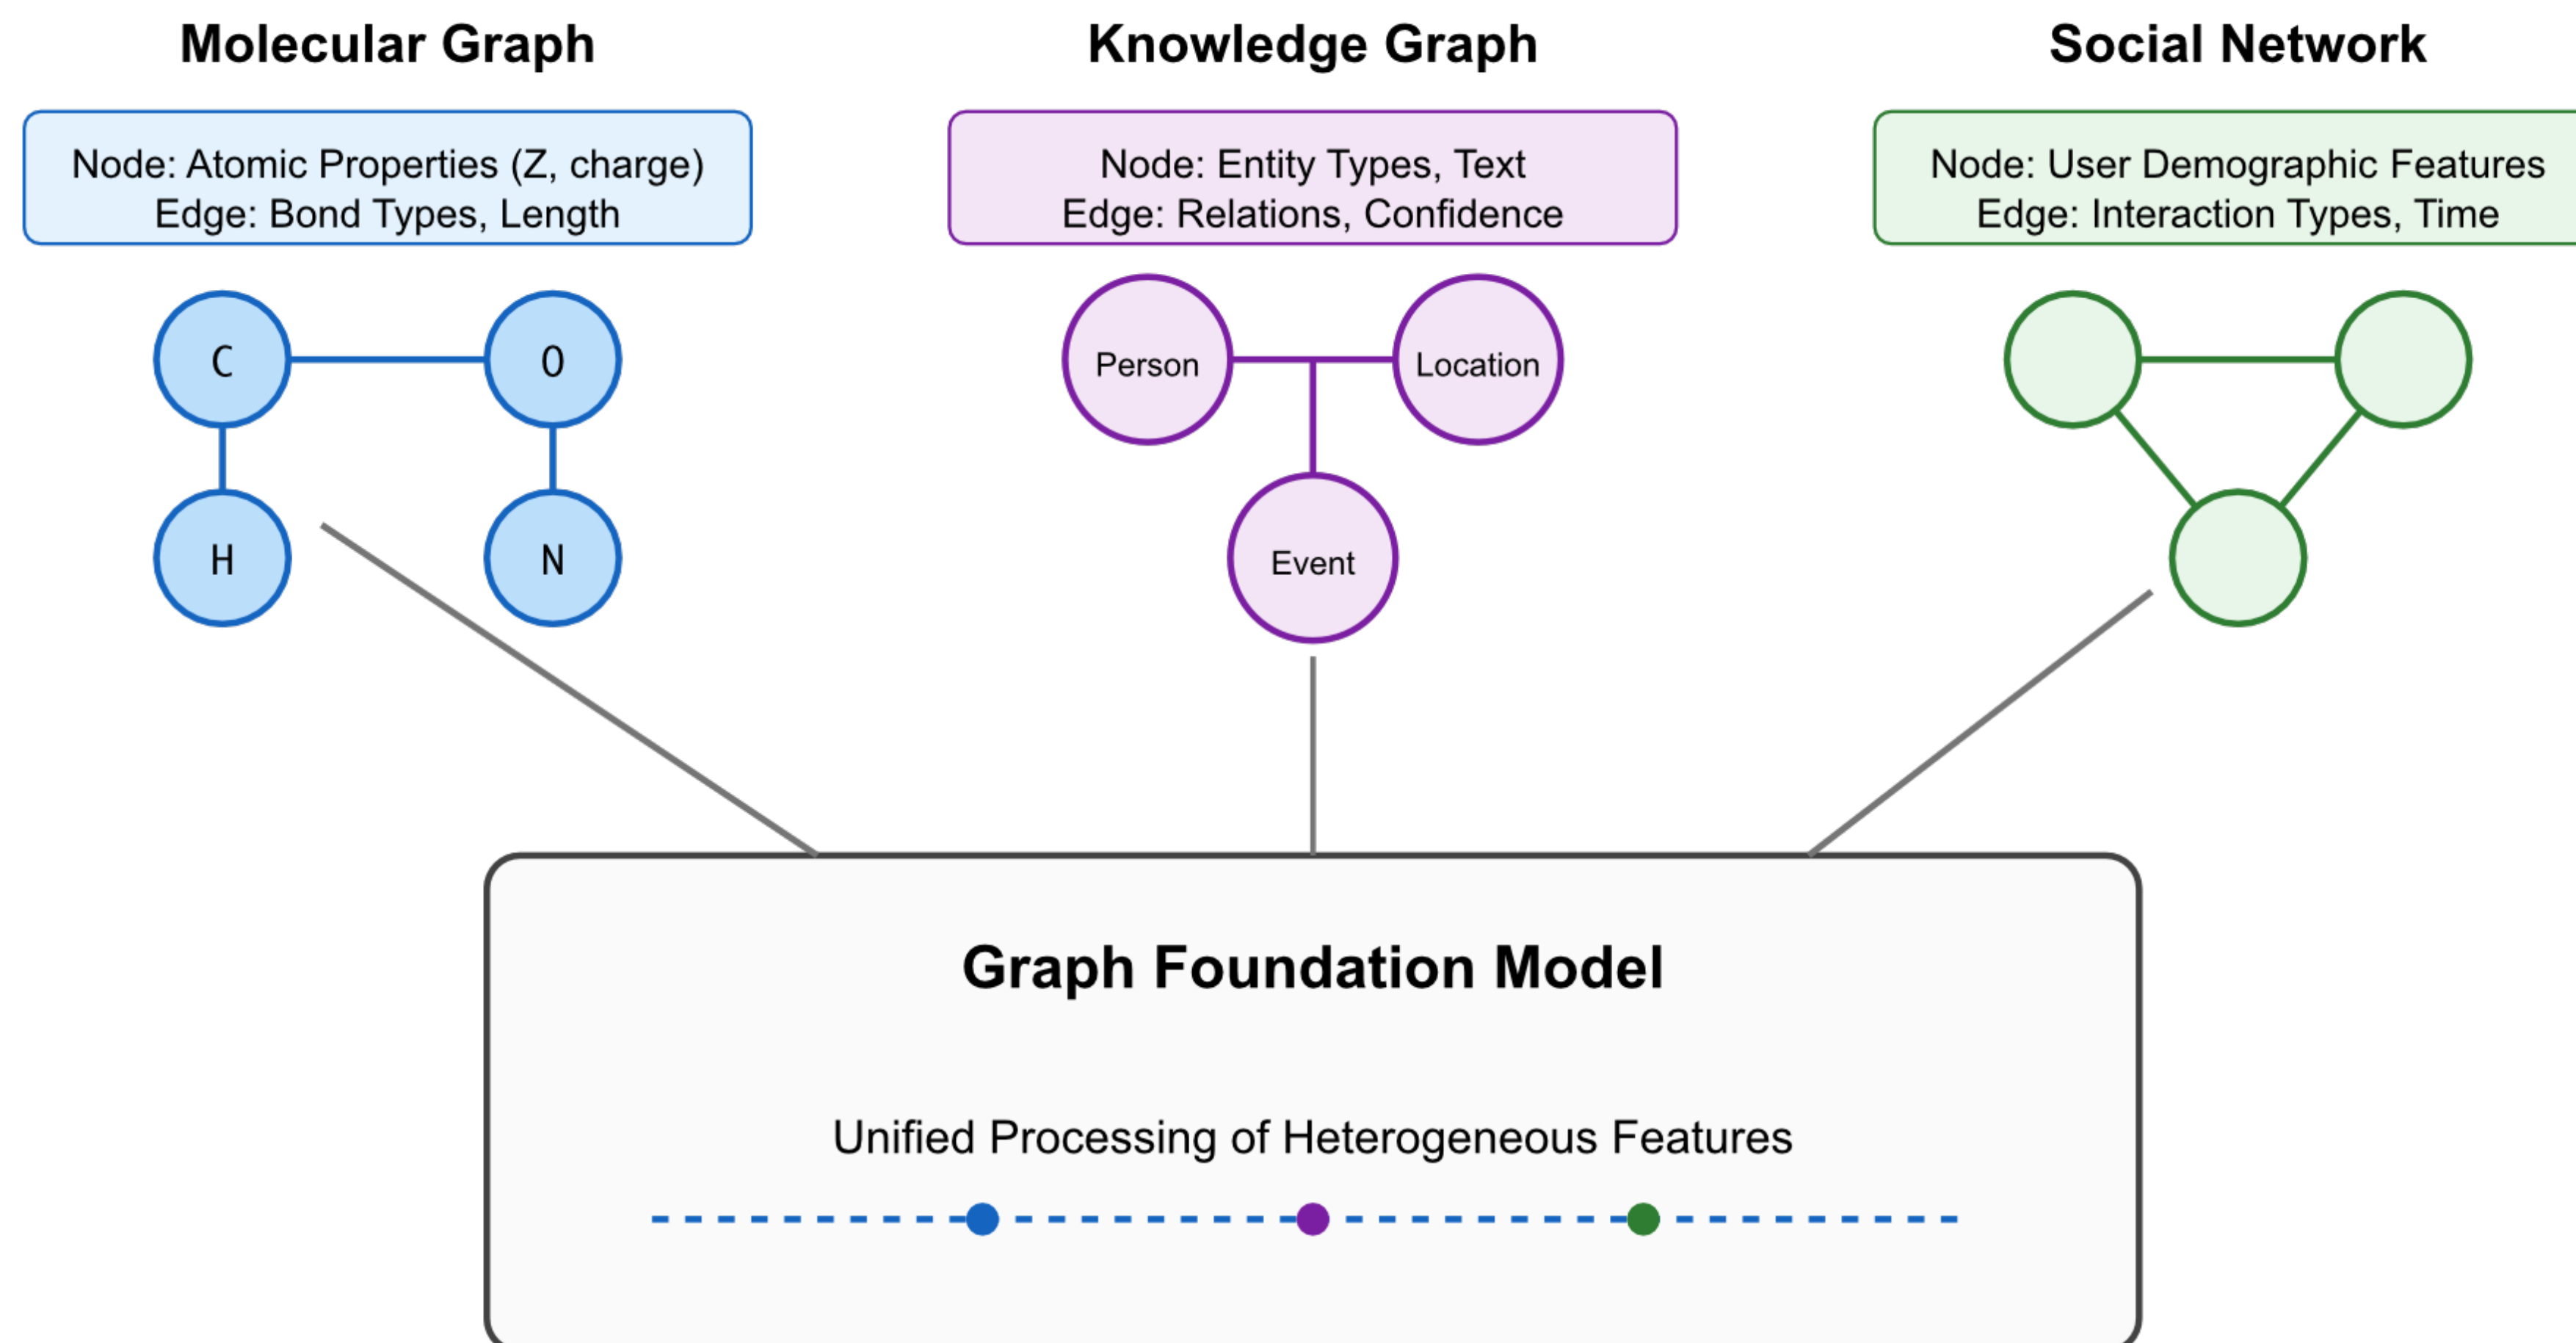 Molecular Graph
Knowledge Graph
Social Network
Node: Atomic Properties (Z, charge)
Edge: Bond Types, Length
Node: Entity Types, Text
Edge: Relations, Confidence
Node: User Demographic Features
Edge: Interaction Types, Time
C
O
H
N
Person
Location
Event
Graph Foundation Model
Unified Processing of Heterogeneous Features